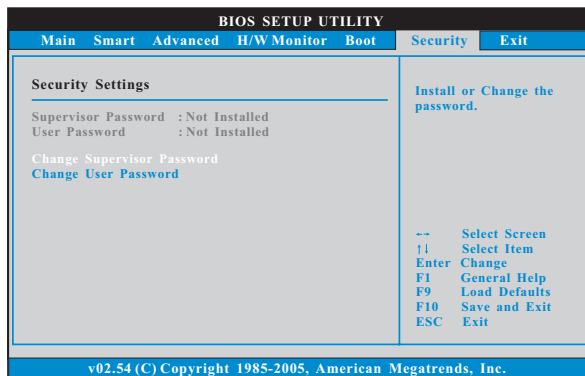 BIOS SETUP UTILITY
Main Smart Advanced H/W Monitor Boot Security Exit
Security Settings
Supervisor Password : Not Installed
User Password : Not Installed
Change Supervisor Password
Change User Password
Install or Change the
password.
←→ Select Screen
↑↓ Select Item
Enter Change
F1 General Help
F9 Load Defaults
F10 Save and Exit
ESC Exit
v02.54 (C) Copyright 1985-2005, American Megatrends, Inc.